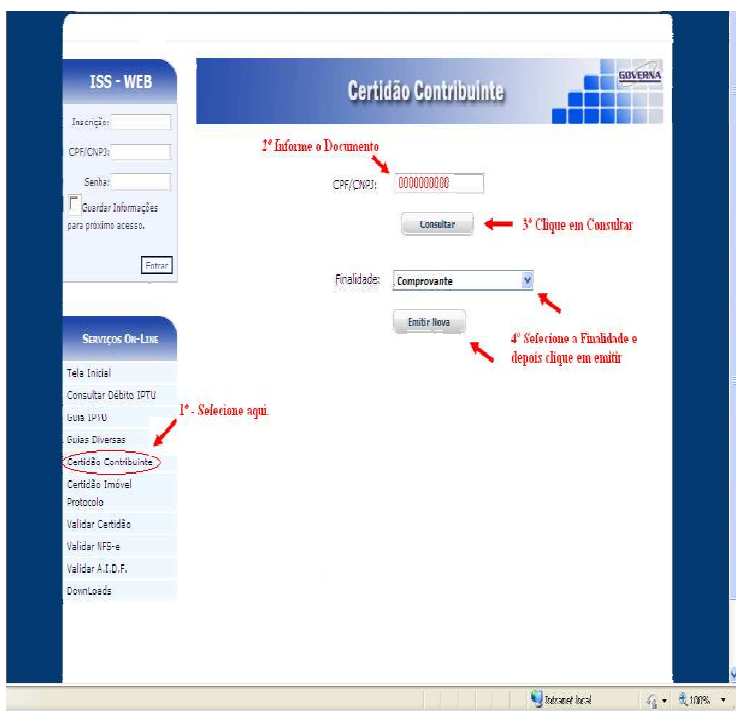 ISS - WEB
Inscrição:
CPF/CNPJ:
Senha:
Guardar Informações
para próximo acesso.
Entrar
Serviços On-Line
Tela Inicial
Consultar Débito IPTU
Guia IPTU
Guias Diversas
Certidão Contribuinte
Certidão Imóvel
Protocolo
Validar Certidão
Validar NFS-e
Validar A.I.D.F.
DownLoads
1º - Selecione aqui.
Certidão Contribuinte
GOVERNA
2º Informe o Documento
CPF/CNPJ:
0000000000
Consultar
3º Clique em Consultar
Finalidade:
Comprovante
Emitir Nova
4º Selecione a Finalidade e
depois clique em emitir
Intranet local
100%